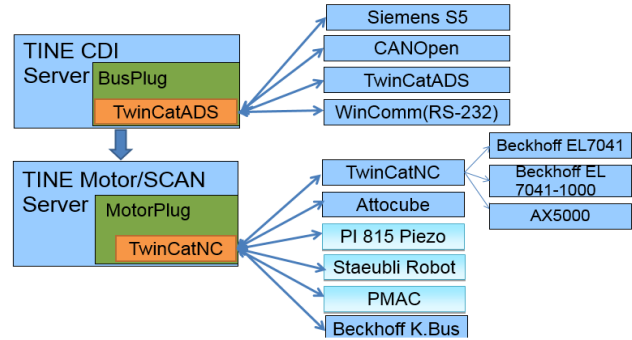 TINE CDI
Server
BusPlug
TwinCatADS
Siemens S5
CANOpen
TwinCatADS
WinComm(RS-232)
TINE Motor/SCAN
Server
MotorPlug
TwinCatNC
TwinCatNC
Attocube
PI 815 Piezo
Staeubli Robot
PMAC
Beckhoff K.Bus
Beckhoff EL7041
Beckhoff EL
7041-1000
AX5000